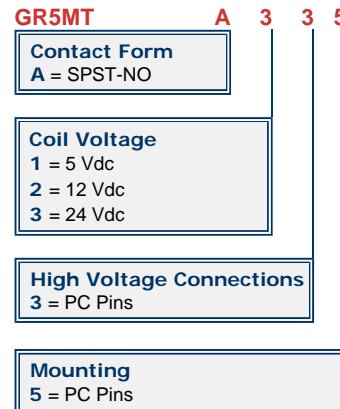 GR5MT A 3 3 5
Contact Form
A = SPST-NO
Coil Voltage
1 = 5 Vdc
2 = 12 Vdc
3 = 24 Vdc
High Voltage Connections
3 = PC Pins
Mounting
5 = PC Pins